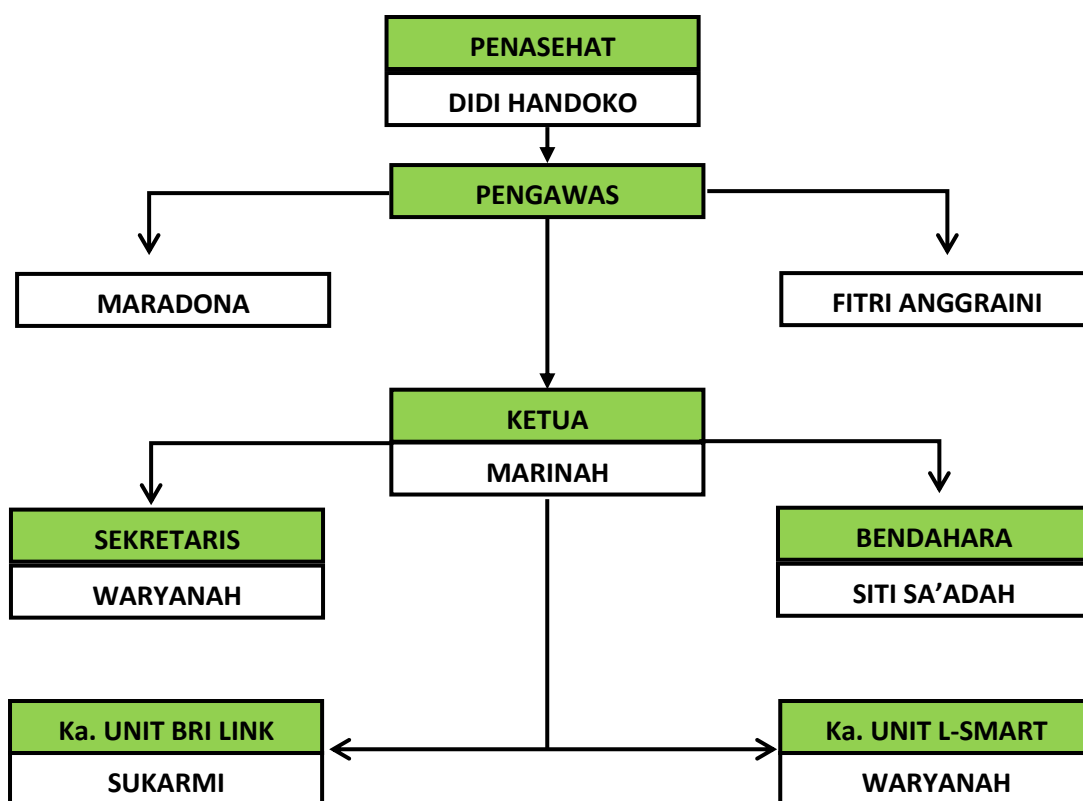 PENASEHAT
DIDI HANDOKO
PENGAWAS
MARADONA
FITRI ANGGRAINI
KETUA
MARINAH
SEKRETARIS
WARYANAH
BENDAHARA
SITI SA’ADAH
Ka. UNIT BRI LINK
SUKARMI
Ka. UNIT L-SMART
WARYANAH